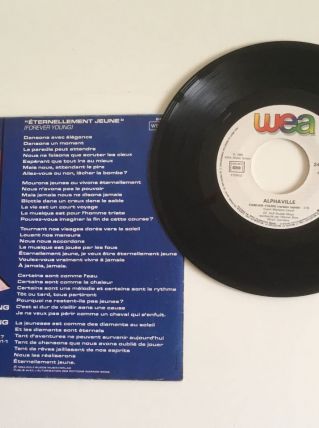 "ÉTERNELLEMENT JEUNE"
(FOREVER YOUNG)
Dansons avec élégance
Dansons un moment
Le paradis peut attendre
Nous ne faisons que scruter les cieux
Espérant que tout ira au mieux
Mais nous, attendant le pire
Allez-vous ou non, lâcher la bombe ?
Mourons jeunes ou vivons éternellement
Nous n'avons pas le pouvoir
Mais jamais nous ne disons jamais
Blottis dans un creux dans le sable
La vie est un court voyage
La musique est pour l'homme triste
Pouvez-vous imaginer la fin de cette course ?
Tournant nos visages dorés vers le soleil
Louant nos meneurs
Nous nous accordons
La musique est jouée par les fous
Éternellement jeune, je veux être éternellement jeune
Voulez-vous vraiment vivre à jamais
À jamais, jamais.
Certains sont comme l'eau
Certains sont comme la chaleur
Certains sont une mélodie et certains sont le rythme
Tôt ou tard, tous partiront
Pourquoi ne restent-ils pas jeunes ?
C'est si dur de vieillir sans une cause
Je ne veux pas périr comme un cheval qui s'enfuit.
La jeunesse est comme des diamants au soleil
Et les diamants sont éternels
Tant d'aventures ne peuvent survenir aujourd'hui
Tant de chansons que nous avons oublié de jouer
Tant de rêves jaillissent de nos esprits
Nous les réaliserons
Éternellement jeune.
wea
ALPHAVILLE